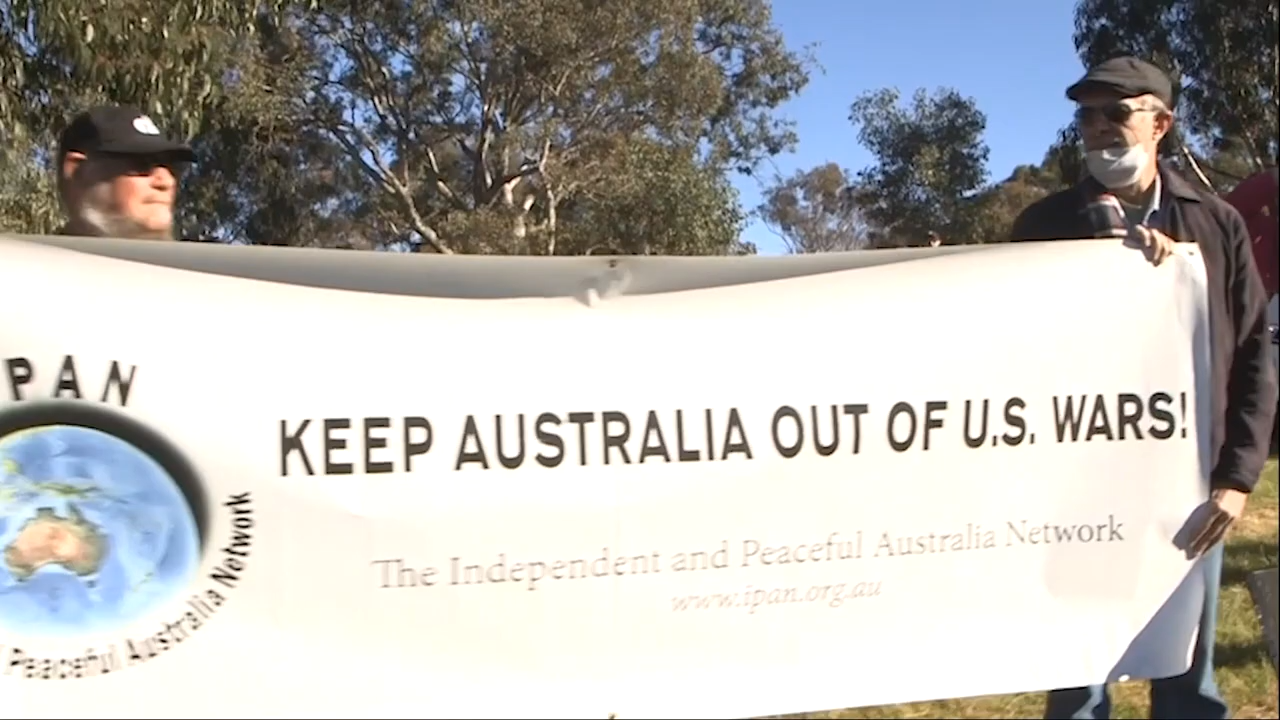 PAN
KEEP AUSTRALIA OUT OF U.S. WARS!
The Independent and Peaceful Australia Network
www.ipan.org.au
Peaceful Australia Network